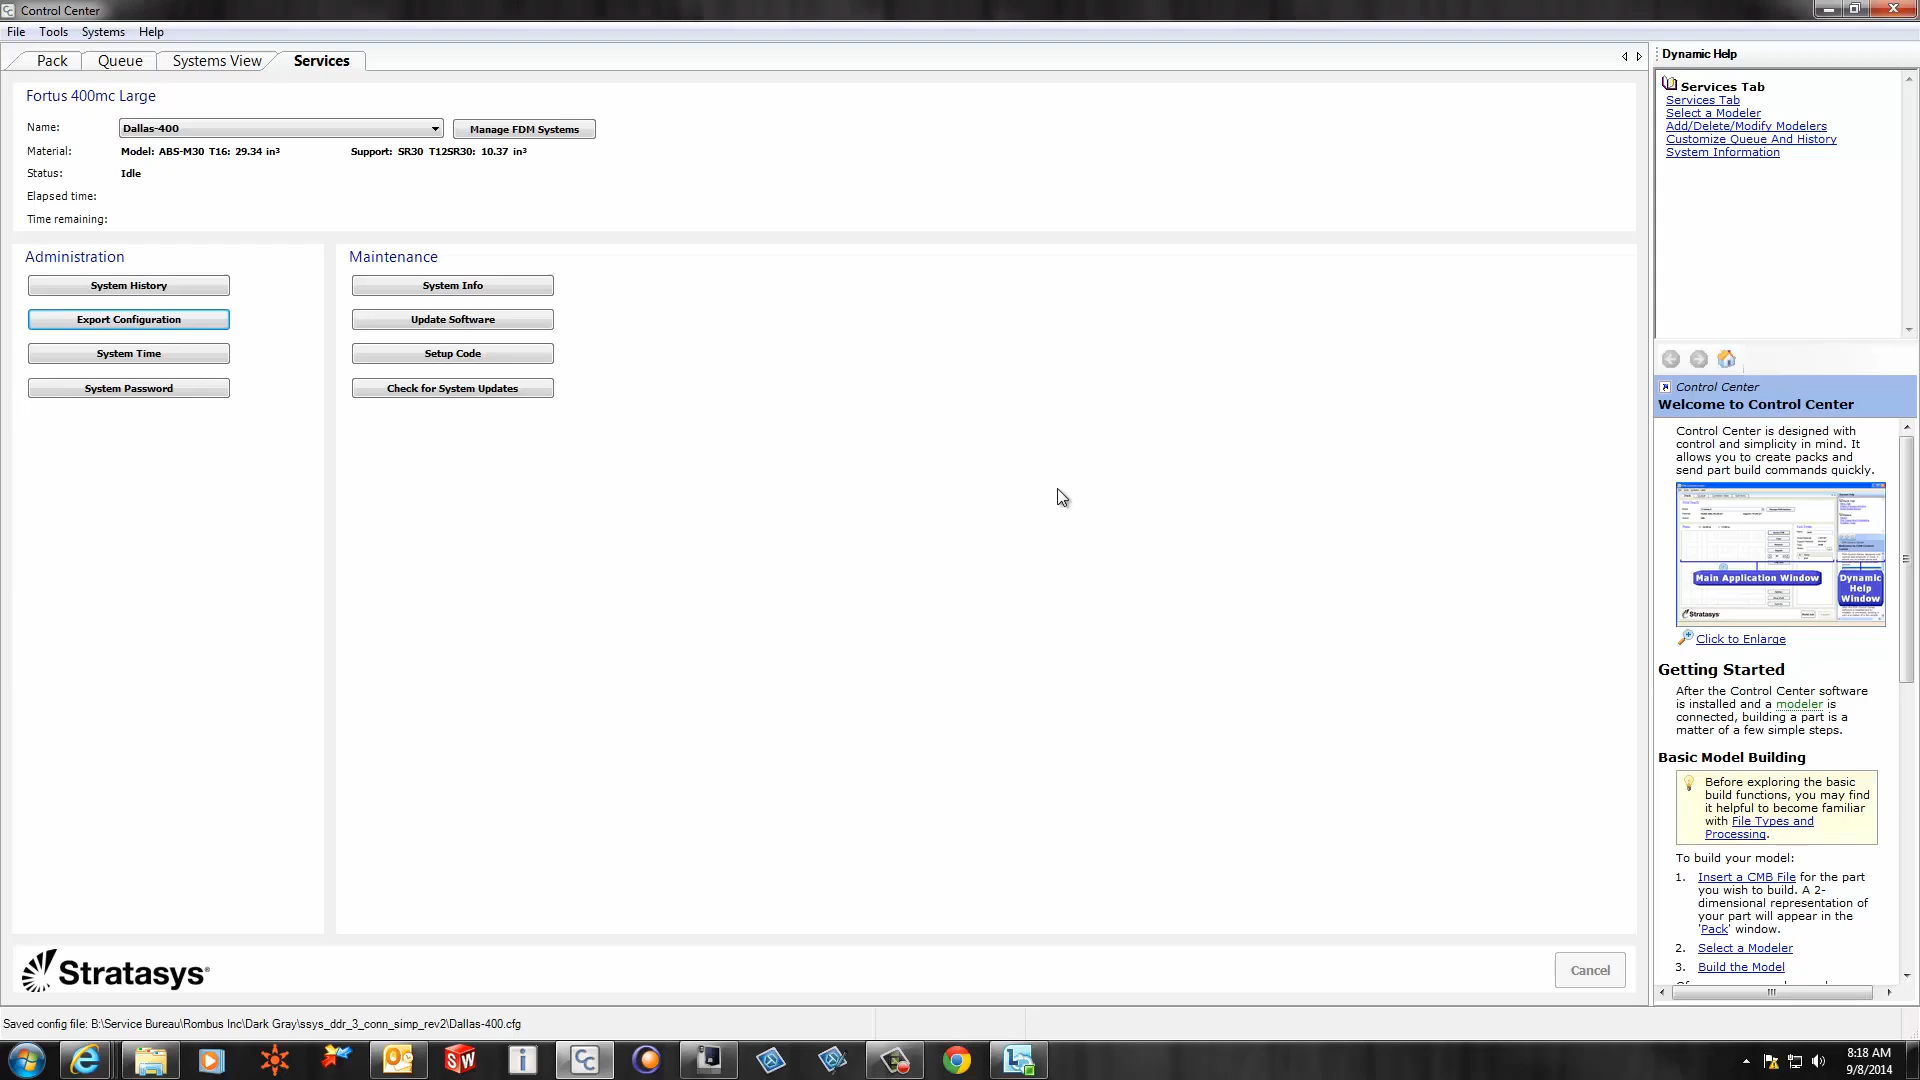 Control Center
File Tools Systems Help
Pack Queue Systems View Services
Fortus 400mc Large
Name: Dallas-400 Manage FDM Systems
Material: Model: ABS-M30 T16: 29.34 in³ Support: SR30 T12SR30: 10.37 in³
Status: Idle
Elapsed time:
Time remaining:
Administration
System History
Export Configuration
System Time
System Password
Maintenance
System Info
Update Software
Setup Code
Check for System Updates
Stratasys
Cancel
Saved config file: B:\Service Bureau\Rombus Inc\Dark Gray\ssys_ddr_3_conn_simp_rev2\Dallas-400.cfg
Dynamic Help
Services Tab
Services Tab
Select a Modeler
Add/Delete/Modify Modelers
Customize Queue And History
System Information
Control Center
Welcome to Control Center
Control Center is designed with
control and simplicity in mind. It
allows you to create packs and
send part build commands quickly.
Main Application Window
Dynamic
Help
Window
Stratasys
Click to Enlarge
Getting Started
After the Control Center software
is installed and a modeler is
connected, building a part is a
matter of a few simple steps.
Basic Model Building
Before exploring the basic
build functions, you may find
it helpful to become familiar
with File Types and
Processing.
To build your model:
1. Insert a CMB File for the part
you wish to build. A 2-
dimensional representation of
your part will appear in the
'Pack' window.
2. Select a Modeler
3. Build the Model
8:18 AM
9/8/2014